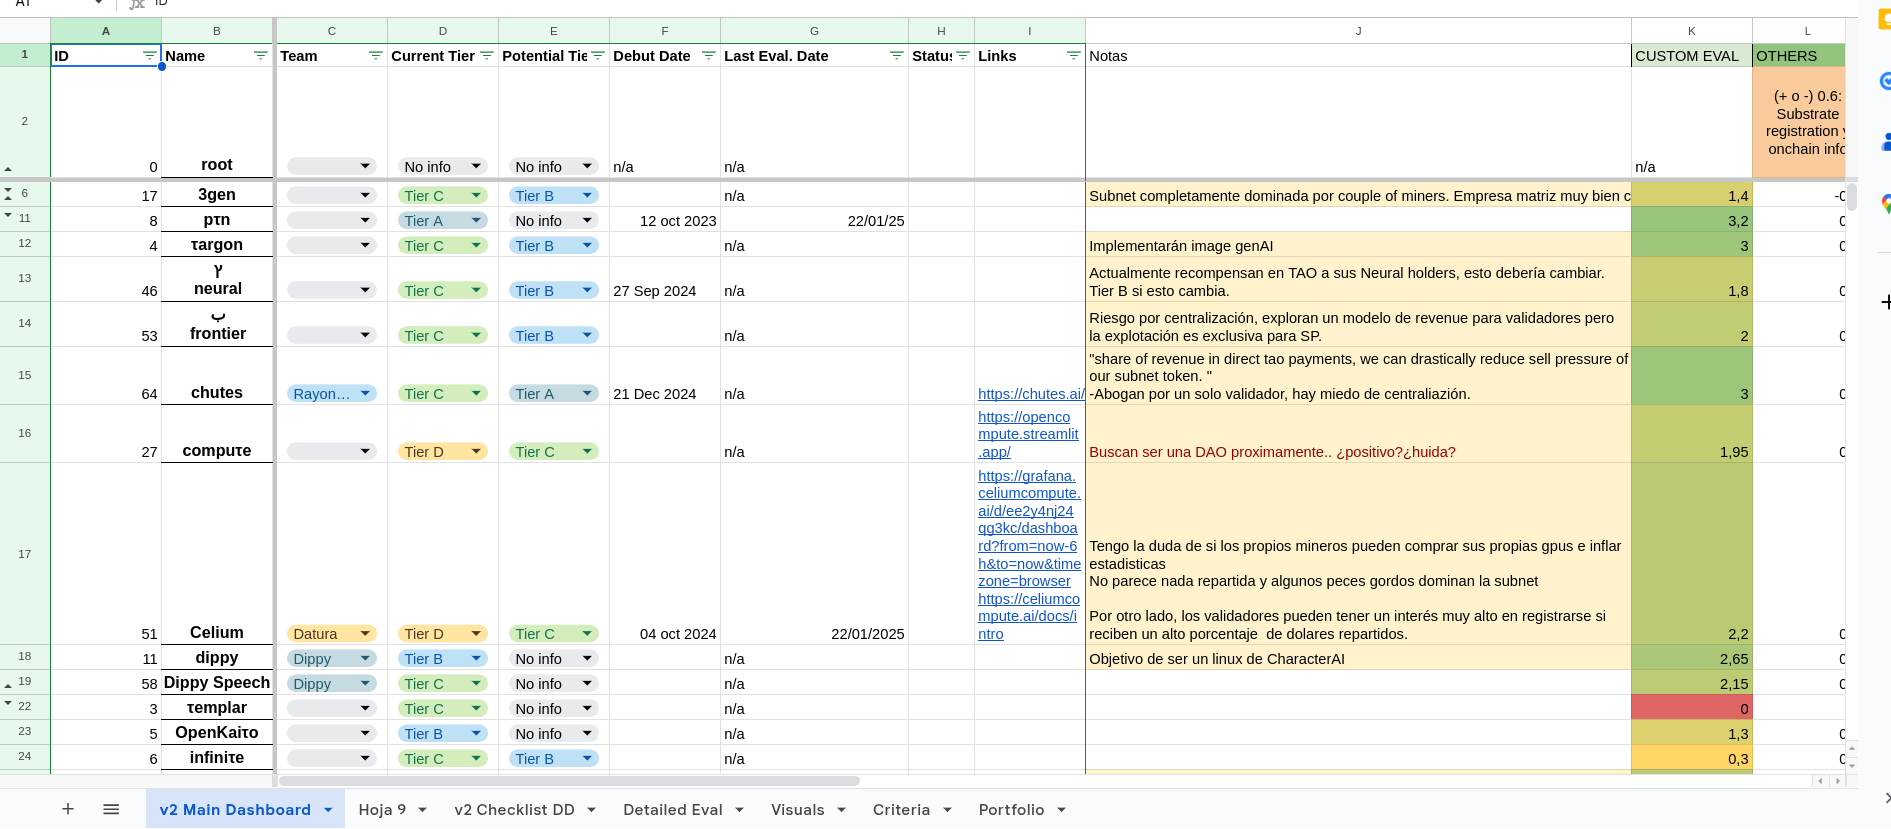 A1 fx ID
A B C D E F G H I J K L
1 ID Name Team Current Tier Potential Tie Debut Date Last Eval. Date Status Links Notas CUSTOM EVAL OTHERS
(+ o -) 0.6:
Substrate
registration y
onchain info
2 0 root No info No info n/a n/a n/a
6 17 3gen Tier C Tier B n/a Subnet completamente dominada por couple of miners. Empresa matriz muy bien c 1,4 -0
11 8 pτn Tier A No info 12 oct 2023 22/01/25 3,2 0
12 4 τargon Tier C Tier B n/a Implementarán image genAI 3 0
13 ץ Actualmente recompensan en TAO a sus Neural holders, esto debería cambiar.
46 neural Tier C Tier B 27 Sep 2024 n/a Tier B si esto cambia. 1,8 0
14 ب Riesgo por centralización, exploran un modelo de revenue para validadores pero
53 frontier Tier C Tier B n/a la explotación es exclusiva para SP. 2 0
"share of revenue in direct tao payments, we can drastically reduce sell pressure of
15 our subnet token. "
64 chutes Rayon... Tier C Tier A 21 Dec 2024 n/a https://chutes.ai/ -Abogan por un solo validador, hay miedo de centraliazión. 3 0
https://openco
16 mpute.streamlit
27 compuτe Tier D Tier C n/a .app/ Buscan ser una DAO proximamente.. ¿positivo?¿huida? 1,95 0
https://grafana.
celiumcompute.
ai/d/ee2y4nj24
qg3kc/dashboa
rd?from=now-6 Tengo la duda de si los propios mineros pueden comprar sus propias gpus e inflar
17 h&to=now&time estadisticas
zone=browser No parece nada repartida y algunos peces gordos dominan la subnet
https://celiumco
mpute.ai/docs/i Por otro lado, los validadores pueden tener un interés muy alto en registrarse si
51 Celium Datura Tier D Tier C 04 oct 2024 22/01/2025 ntro reciben un alto porcentaje  de dolares repartidos. 2,2 0
18 11 dippy Dippy Tier B No info n/a Objetivo de ser un linux de CharacterAI 2,65 0
19 58 Dippy Speech Dippy Tier C No info n/a 2,15 0
22 3 τemplar Tier C No info n/a 0
23 5 OpenKaiτo Tier B No info n/a 1,3 0
24 6 infiniτe Tier C Tier B n/a 0,3 0
+ v2 Main Dashboard Hoja 9 v2 Checklist DD Detailed Eval Visuals Criteria Portfolio